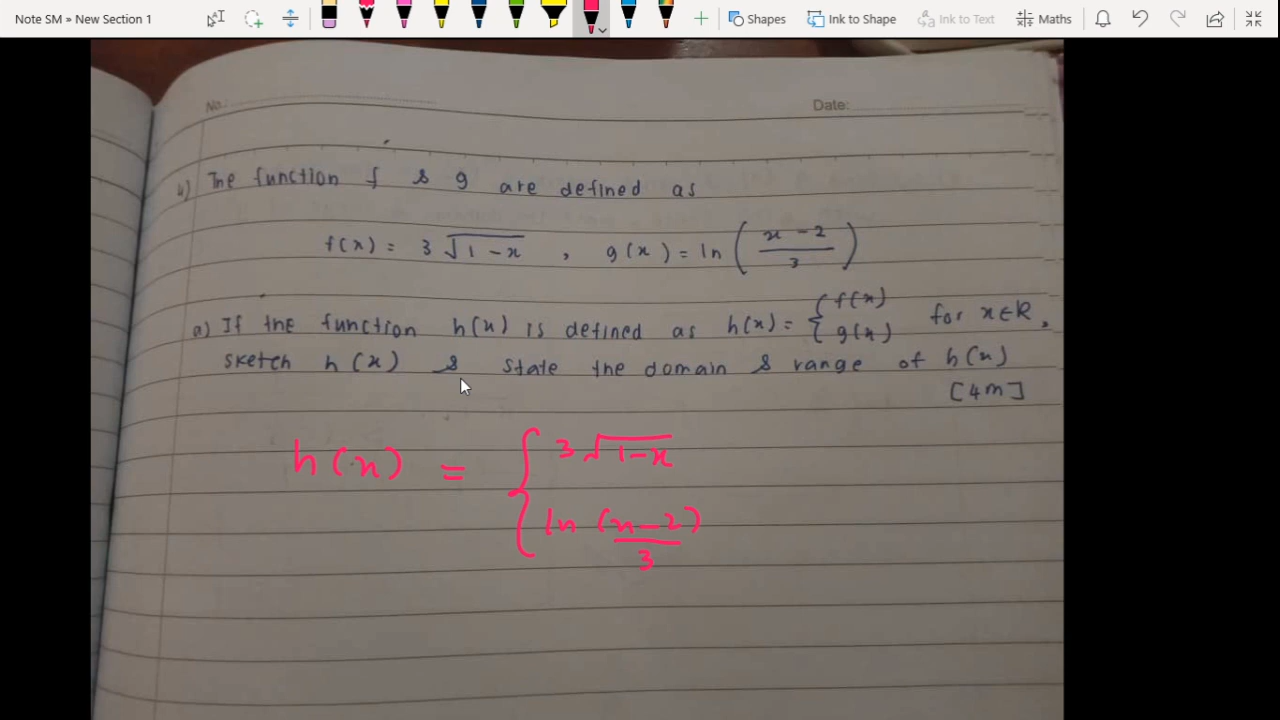 Note SM » New Section 1 Shapes Ink to Shape Ink to Text Maths
No. Date:
4) The function f & g are defined as
f(x) = 3√(1-x) , g(x) = ln((x-2)/3)
a) If the function h(x) is defined as h(x) = { f(x) g(x) for x∈R,
sketch h(x) & state the domain & range of h(x)
[4m]
h(x) = { 3√(1-x)
ln (x-2)/3